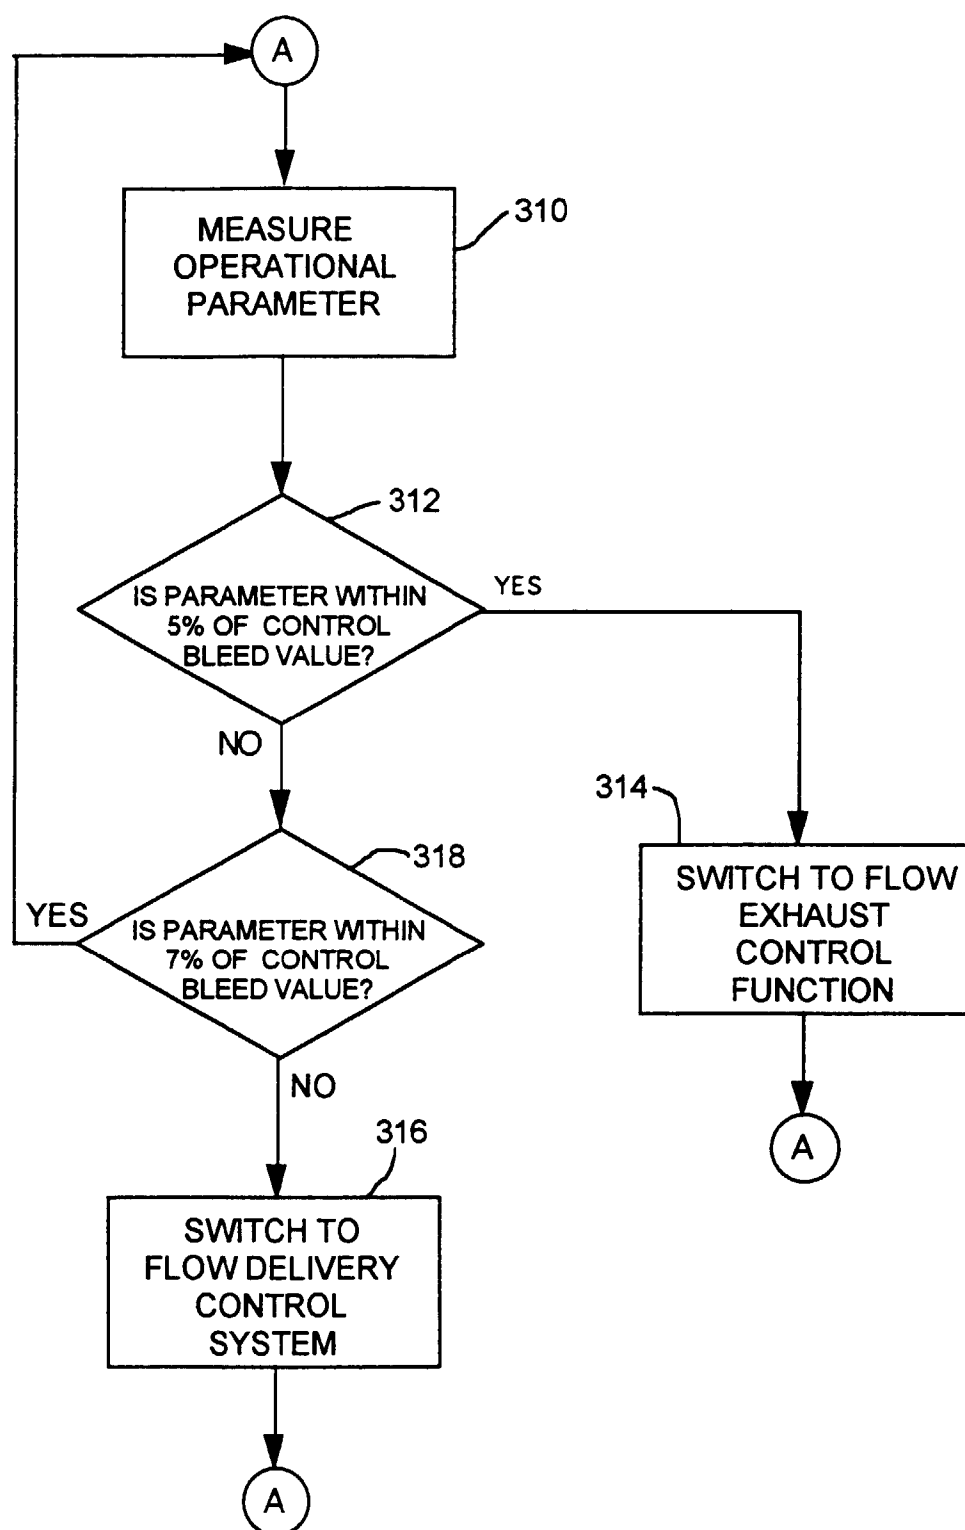 A
MEASURE
OPERATIONAL
PARAMETER
310
312
IS PARAMETER WITHIN
5% OF CONTROL
BLEED VALUE?
YES
NO
314
SWITCH TO FLOW
EXHAUST
CONTROL
FUNCTION
318
YES
IS PARAMETER WITHIN
7% OF CONTROL
BLEED VALUE?
NO
A
316
SWITCH TO
FLOW DELIVERY
CONTROL
SYSTEM
A